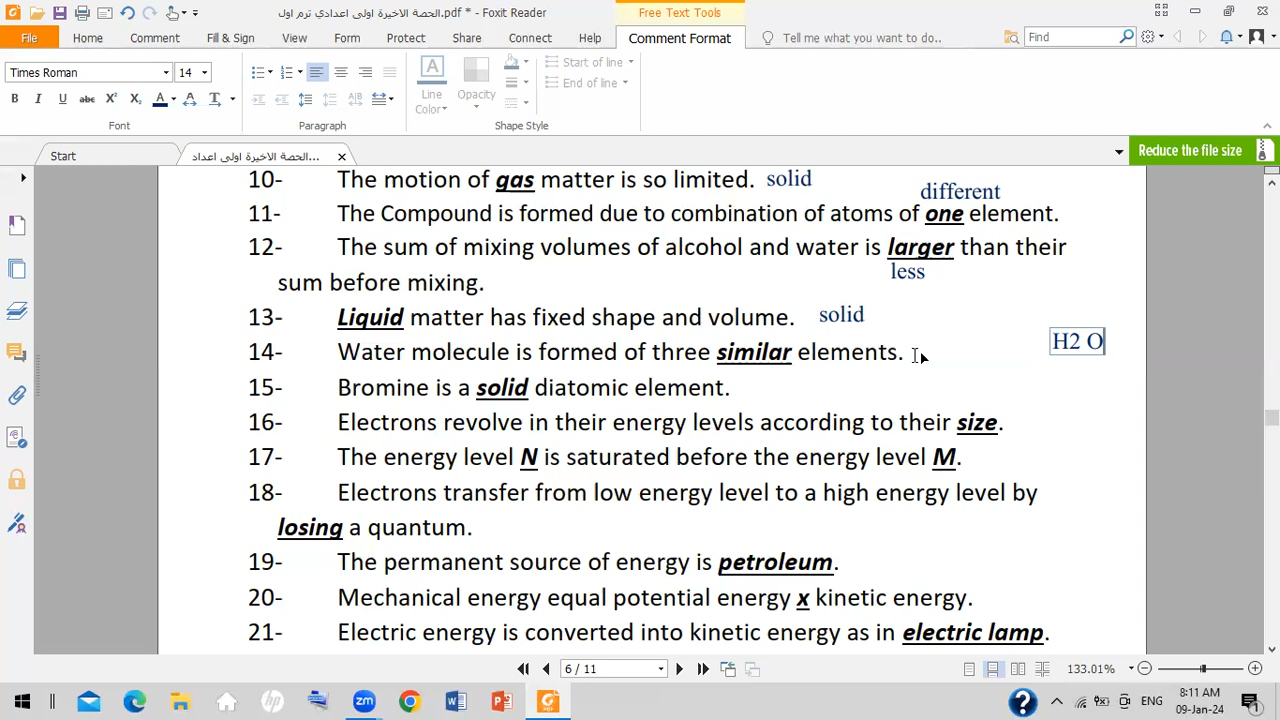 الحصة الاخيرة اولى اعدادي ترم اول.pdf * - Foxit Reader
Free Text Tools
File Home Comment Fill & Sign View Form Protect Share Connect Help Comment Format Tell me what you want to do.. Find
Times Roman 14
Start of line
End of line
Line Color Opacity
B I U abc X² X₂ A A T
Font Paragraph Shape Style
Start
الحصة الاخيرة اولى اعداد...
Reduce the file size
10- The motion of gas matter is so limited. solid
different
11- The Compound is formed due to combination of atoms of one element.
12- The sum of mixing volumes of alcohol and water is larger than their
less
sum before mixing.
13- Liquid matter has fixed shape and volume. solid
H2 O
14- Water molecule is formed of three similar elements.
15- Bromine is a solid diatomic element.
16- Electrons revolve in their energy levels according to their size.
17- The energy level N is saturated before the energy level M.
18- Electrons transfer from low energy level to a high energy level by
losing a quantum.
19- The permanent source of energy is petroleum.
20- Mechanical energy equal potential energy x kinetic energy.
21- Electric energy is converted into kinetic energy as in electric lamp.
6 / 11
133.01%
zm
ENG
8:11 AM
09-Jan-24